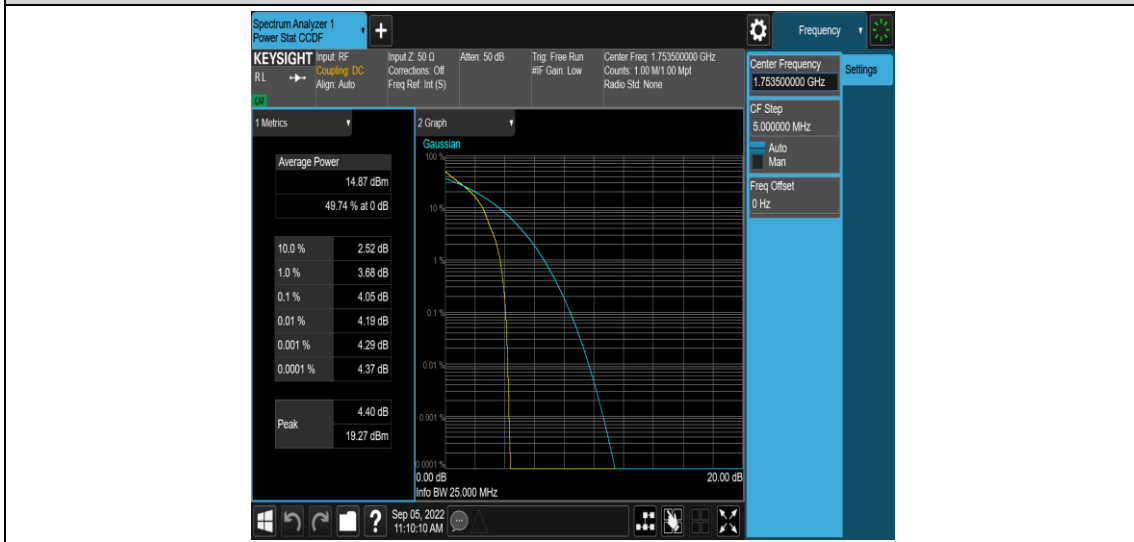 Spectrum Analyzer 1
Power Stat CCDF
+
Frequency
KEYSIGHT
RL
Input: RF
Coupling: DC
Align: Auto
Input Z: 50 Ω
Corrections: Off
Freq Ref: Int (S)
Atten: 50 dB
Trig: Free Run
#IF Gain: Low
Center Freq: 1.753500000 GHz
Counts: 1.00 M/1.00 Mpt
Radio Std: None
Center Frequency
1.753500000 GHz
Settings
CF Step
5.000000 MHz
Auto
Man
Freq Offset
0 Hz
1 Metrics
Average Power
14.87 dBm
49.74 % at 0 dB
10.0 % 2.52 dB
1.0 % 3.68 dB
0.1 % 4.05 dB
0.01 % 4.19 dB
0.001 % 4.29 dB
0.0001 % 4.37 dB
Peak
4.40 dB
19.27 dBm
2 Graph
Gaussian
100 %
10 %
1 %
0.1 %
0.01 %
0.001 %
0.0001 %
0.00 dB 20.00 dB
Info BW 25.000 MHz
?
Sep 05, 2022
11:10:10 AM